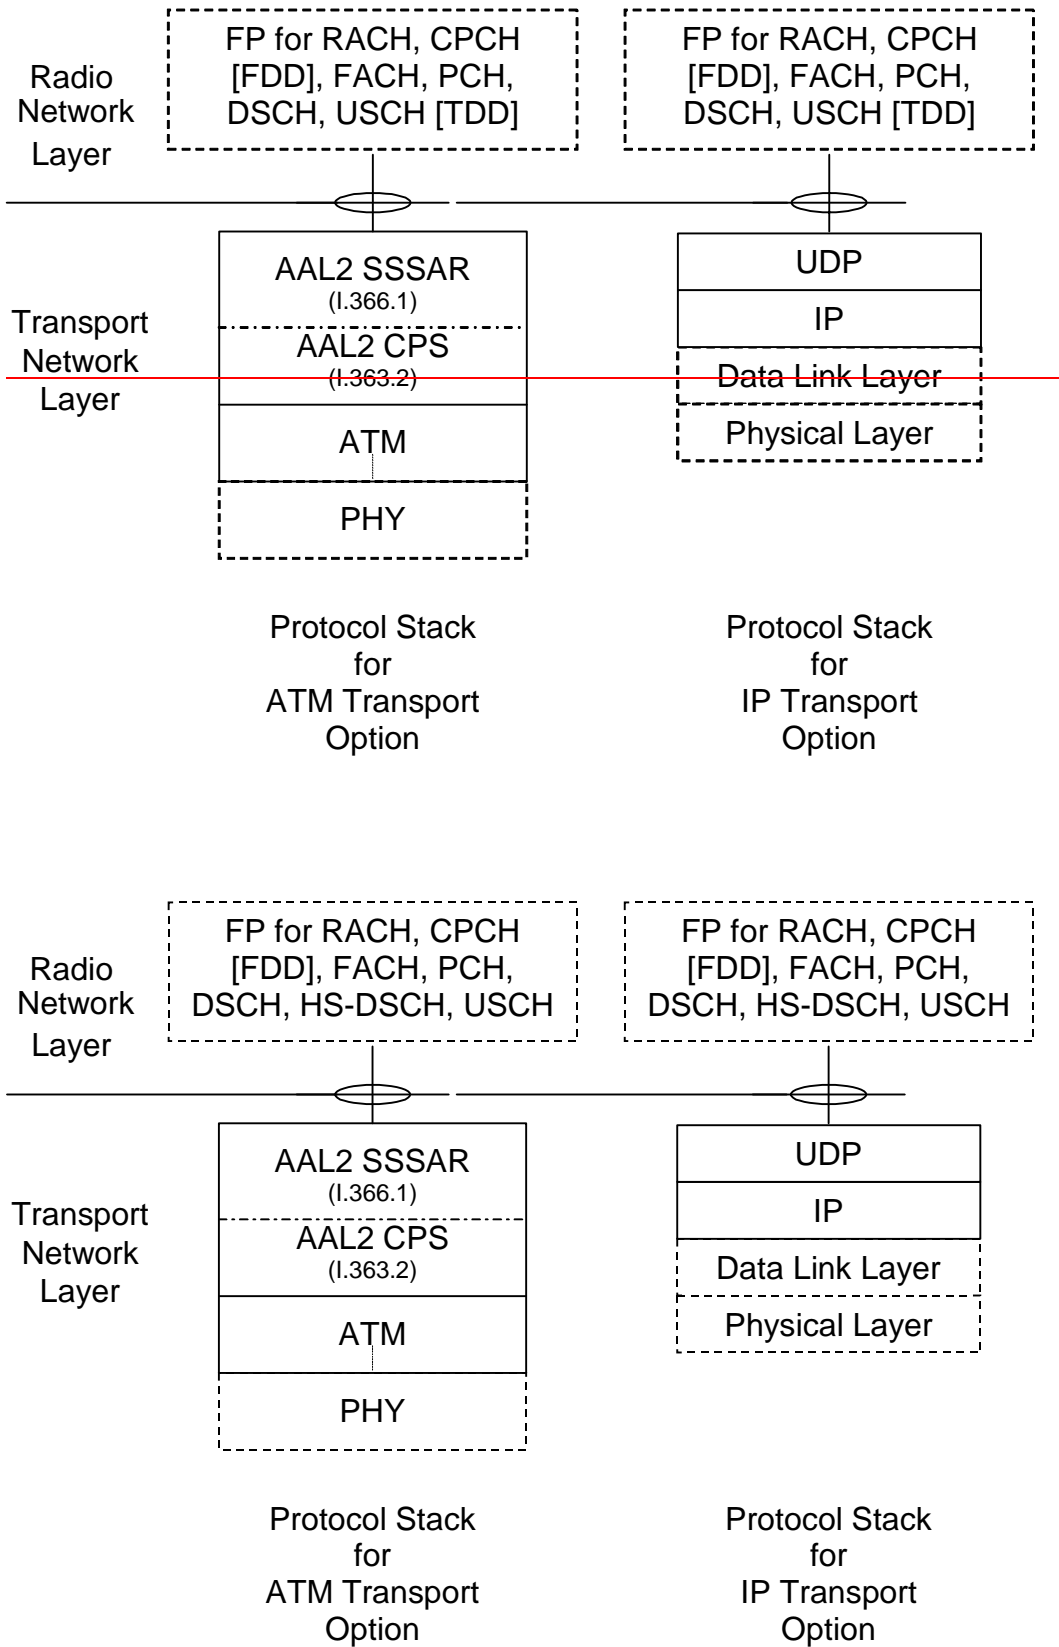 Radio
Network
Layer
FP for RACH, CPCH
[FDD], FACH, PCH,
DSCH, USCH [TDD]
FP for RACH, CPCH
[FDD], FACH, PCH,
DSCH, USCH [TDD]
Transport
Network
Layer
AAL2 SSSAR
(I.366.1)
AAL2 CPS
(I.363.2)
ATM
PHY
UDP
IP
Data Link Layer
Physical Layer
Protocol Stack
for
ATM Transport
Option
Protocol Stack
for
IP Transport
Option
Radio
Network
Layer
FP for RACH, CPCH
[FDD], FACH, PCH,
DSCH, HS-DSCH, USCH
FP for RACH, CPCH
[FDD], FACH, PCH,
DSCH, HS-DSCH, USCH
Transport
Network
Layer
AAL2 SSSAR
(I.366.1)
AAL2 CPS
(I.363.2)
ATM
PHY
UDP
IP
Data Link Layer
Physical Layer
Protocol Stack
for
ATM Transport
Option
Protocol Stack
for
IP Transport
Option